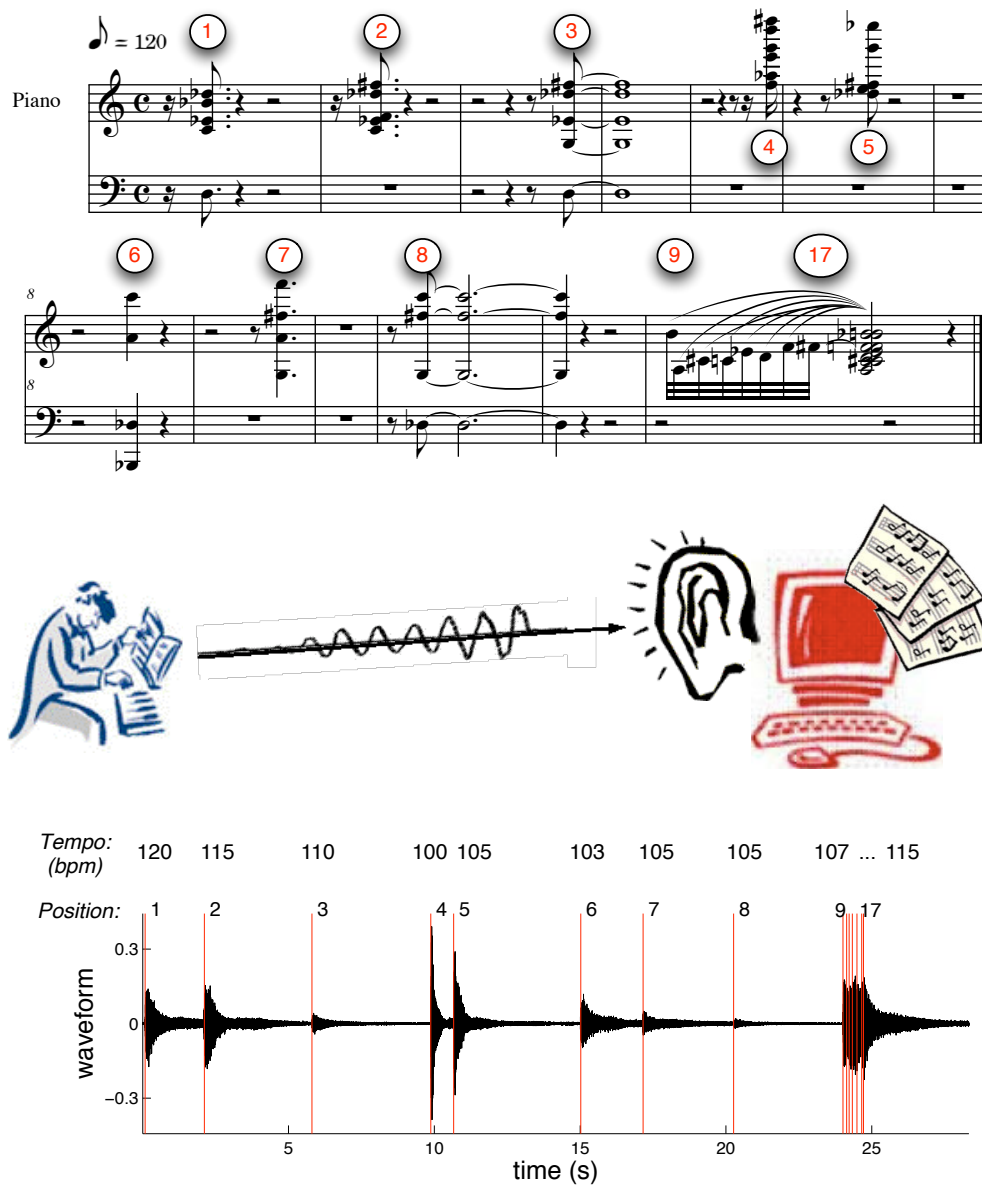 ♪ = 120
1 2 3
Piano
4 5
6 7 8 9 17
8
8
Tempo: 120 115 110 100 105 103 105 105 107 ... 115
(bpm)
Position: 1 2 3 4 5 6 7 8 9 17
0.3
waveform
0
-0.3
5 10 15 20 25
time (s)